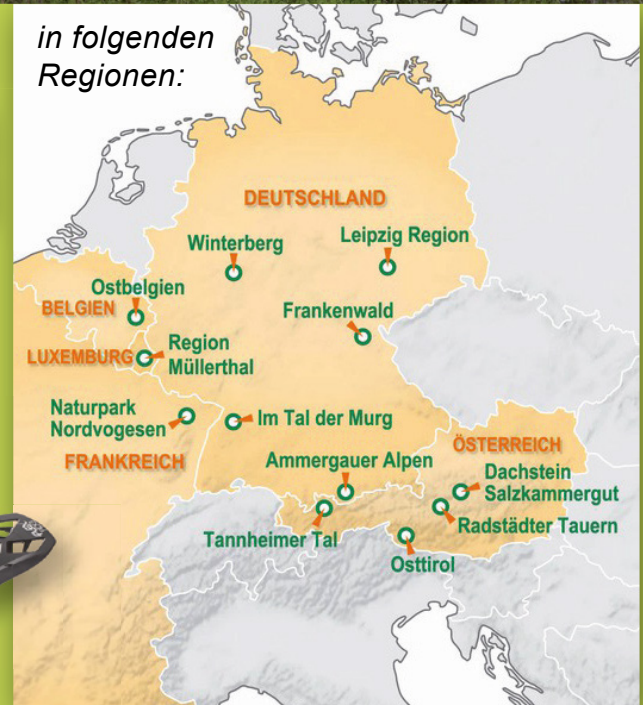 in folgenden
Regionen:
DEUTSCHLAND
Winterberg
Leipzig Region
Ostbelgien
BELGIEN
Frankenwald
LUXEMBURG
Region
Müllerthal
Naturpark
Nordvogesen
Im Tal der Murg
FRANKREICH
Ammergauer Alpen
ÖSTERREICH
Dachstein
Salzkammergut
Radstädter Tauern
Tannheimer Tal
Osttirol